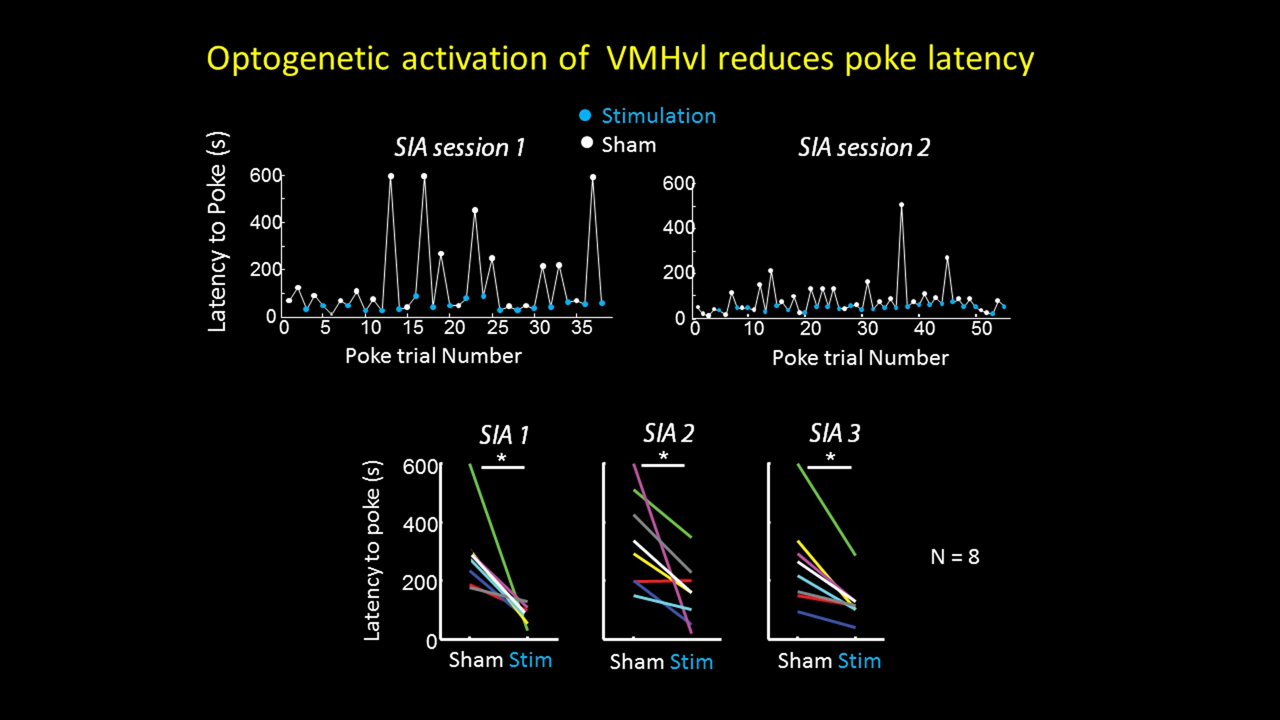 Optogenetic activation of VMHvl reduces poke latency
Stimulation
Sham
SIA session 1
SIA session 2
Latency to Poke (s)
600
400
200
0
0 5 10 15 20 25 30 35
Poke trial Number
600
400
200
0
0 10 20 30 40 50
Poke trial Number
SIA 1
SIA 2
SIA 3
*
*
*
Latency to poke (s)
600
400
200
0
Sham Stim
Sham Stim
Sham Stim
N = 8